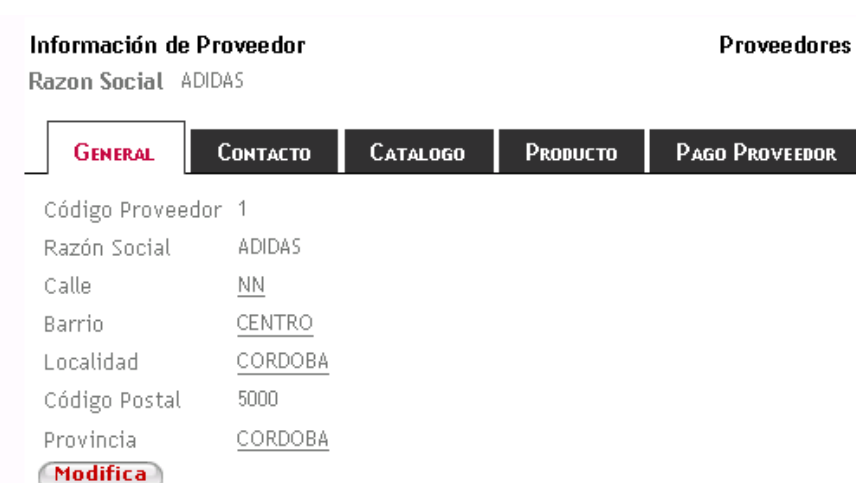 Información de Proveedor Proveedores
Razon Social ADIDAS
GENERAL CONTACTO CATALOGO PRODUCTO PAGO PROVEEDOR
Código Proveedor 1
Razón Social ADIDAS
Calle NN
Barrio CENTRO
Localidad CORDOBA
Código Postal 5000
Provincia CORDOBA
Modifica